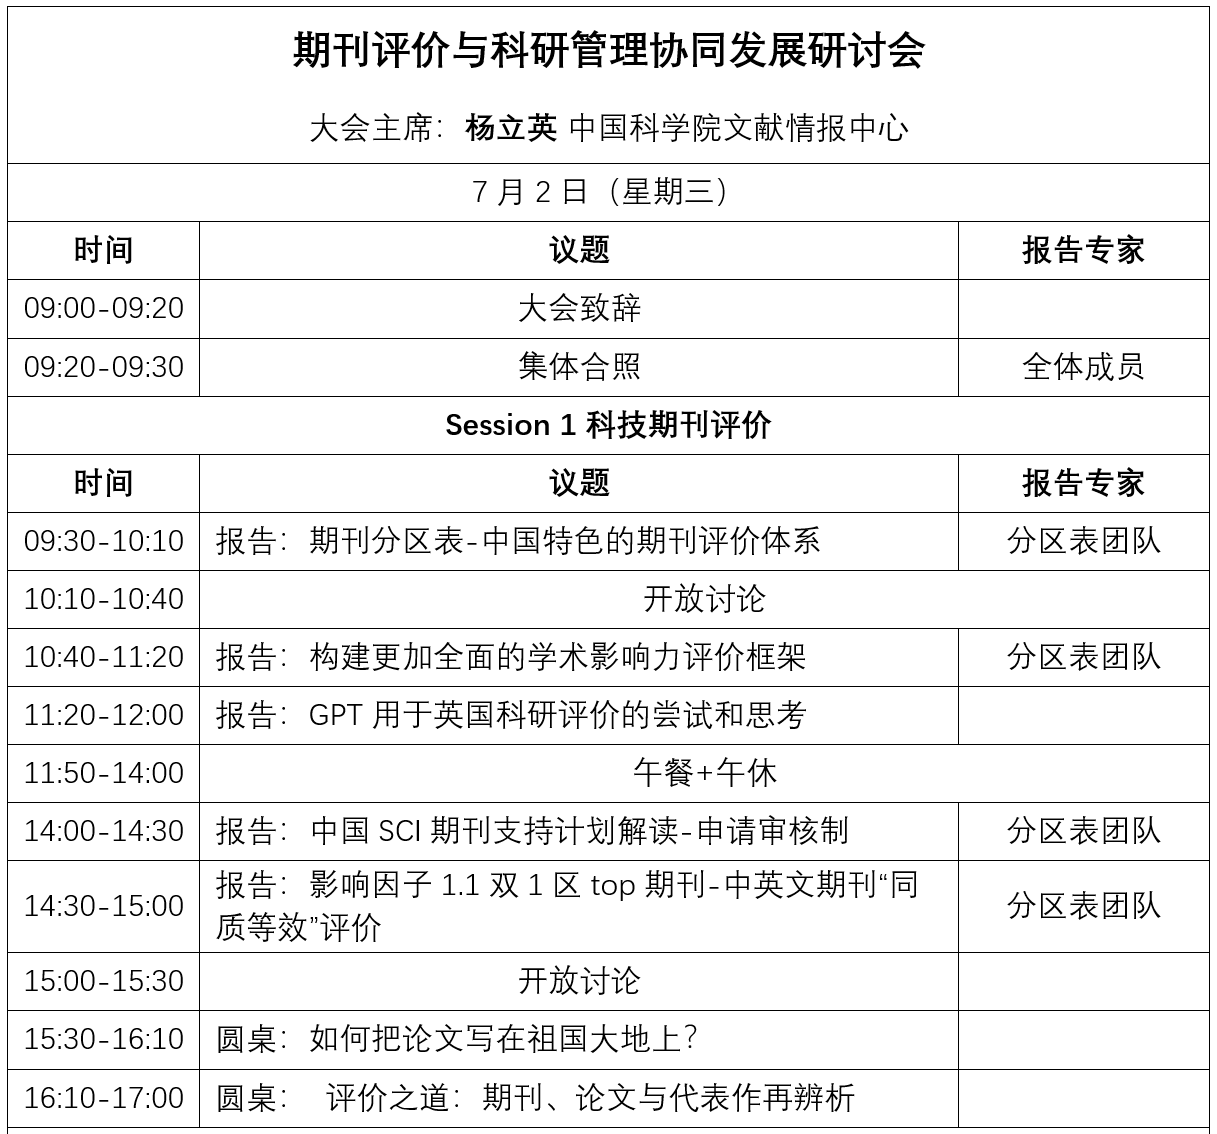 期刊评价与科研管理协同发展研讨会
大会主席：杨立英 中国科学院文献情报中心
7 月 2 日（星期三）
时间 议题 报告专家
09:00-09:20 大会致辞
09:20-09:30 集体合照 全体成员
Session 1 科技期刊评价
时间 议题 报告专家
09:30-10:10 报告：期刊分区表-中国特色的期刊评价体系 分区表团队
10:10-10:40 开放讨论
10:40-11:20 报告：构建更加全面的学术影响力评价框架 分区表团队
11:20-12:00 报告：GPT 用于英国科研评价的尝试和思考
11:50-14:00 午餐+午休
14:00-14:30 报告：中国 SCI 期刊支持计划解读-申请审核制 分区表团队
14:30-15:00 报告：影响因子 1.1 双 1 区 top 期刊-中英文期刊“同
质等效”评价 分区表团队
15:00-15:30 开放讨论
15:30-16:10 圆桌：如何把论文写在祖国大地上？
16:10-17:00 圆桌： 评价之道：期刊、论文与代表作再辨析